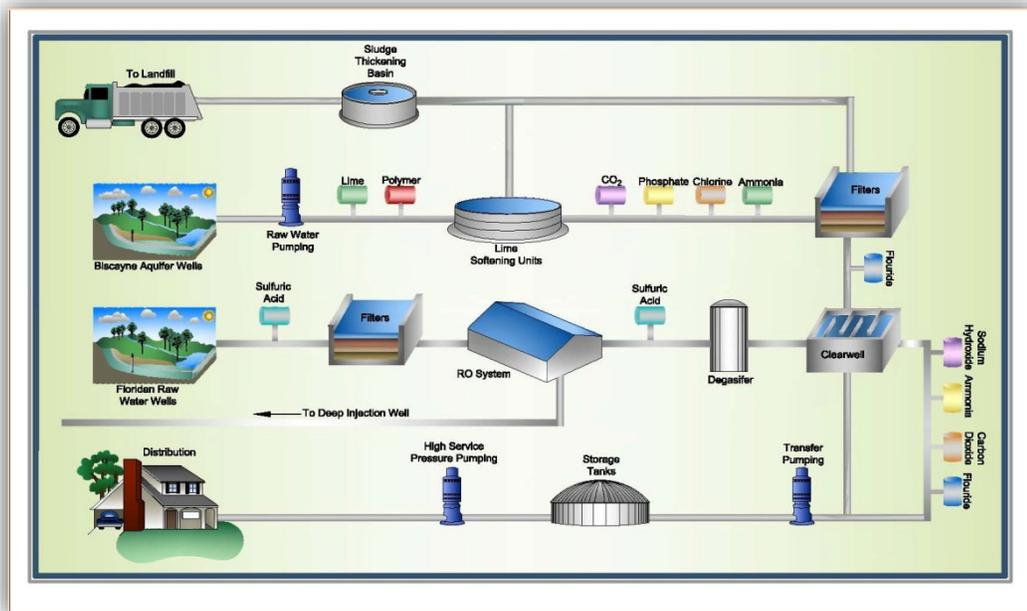 Sludge
Thickening
Basin
To Landfill
Lime
Polymer
CO2
Phosphate
Chlorine
Ammonia
Filters
Raw Water
Pumping
Lime
Softening Units
Biscayne Aquifer Wells
Flouride
Sulfuric
Acid
Filters
RO System
Sulfuric
Acid
Degasifer
Clearwell
Floridan Raw
Water Wells
Sodium
Hydroxide
Ammonia
Carbon
Dioxide
Flouride
To Deep Injection Well
Distribution
High Service
Pressure Pumping
Storage
Tanks
Transfer
Pumping